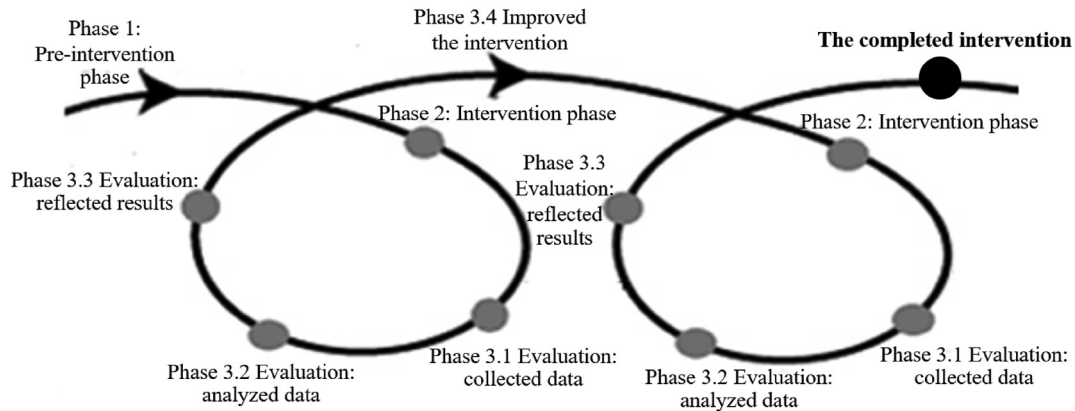 Phase 1:
Pre-intervention
phase
Phase 3.4 Improved
the intervention
The completed intervention
Phase 2: Intervention phase
Phase 3.3 Evaluation:
reflected results
Phase 3.1 Evaluation:
collected data
Phase 3.2 Evaluation:
analyzed data
Phase 2: Intervention phase
Phase 3.3
Evaluation:
reflected
results
Phase 3.1 Evaluation:
collected data
Phase 3.2 Evaluation:
analyzed data